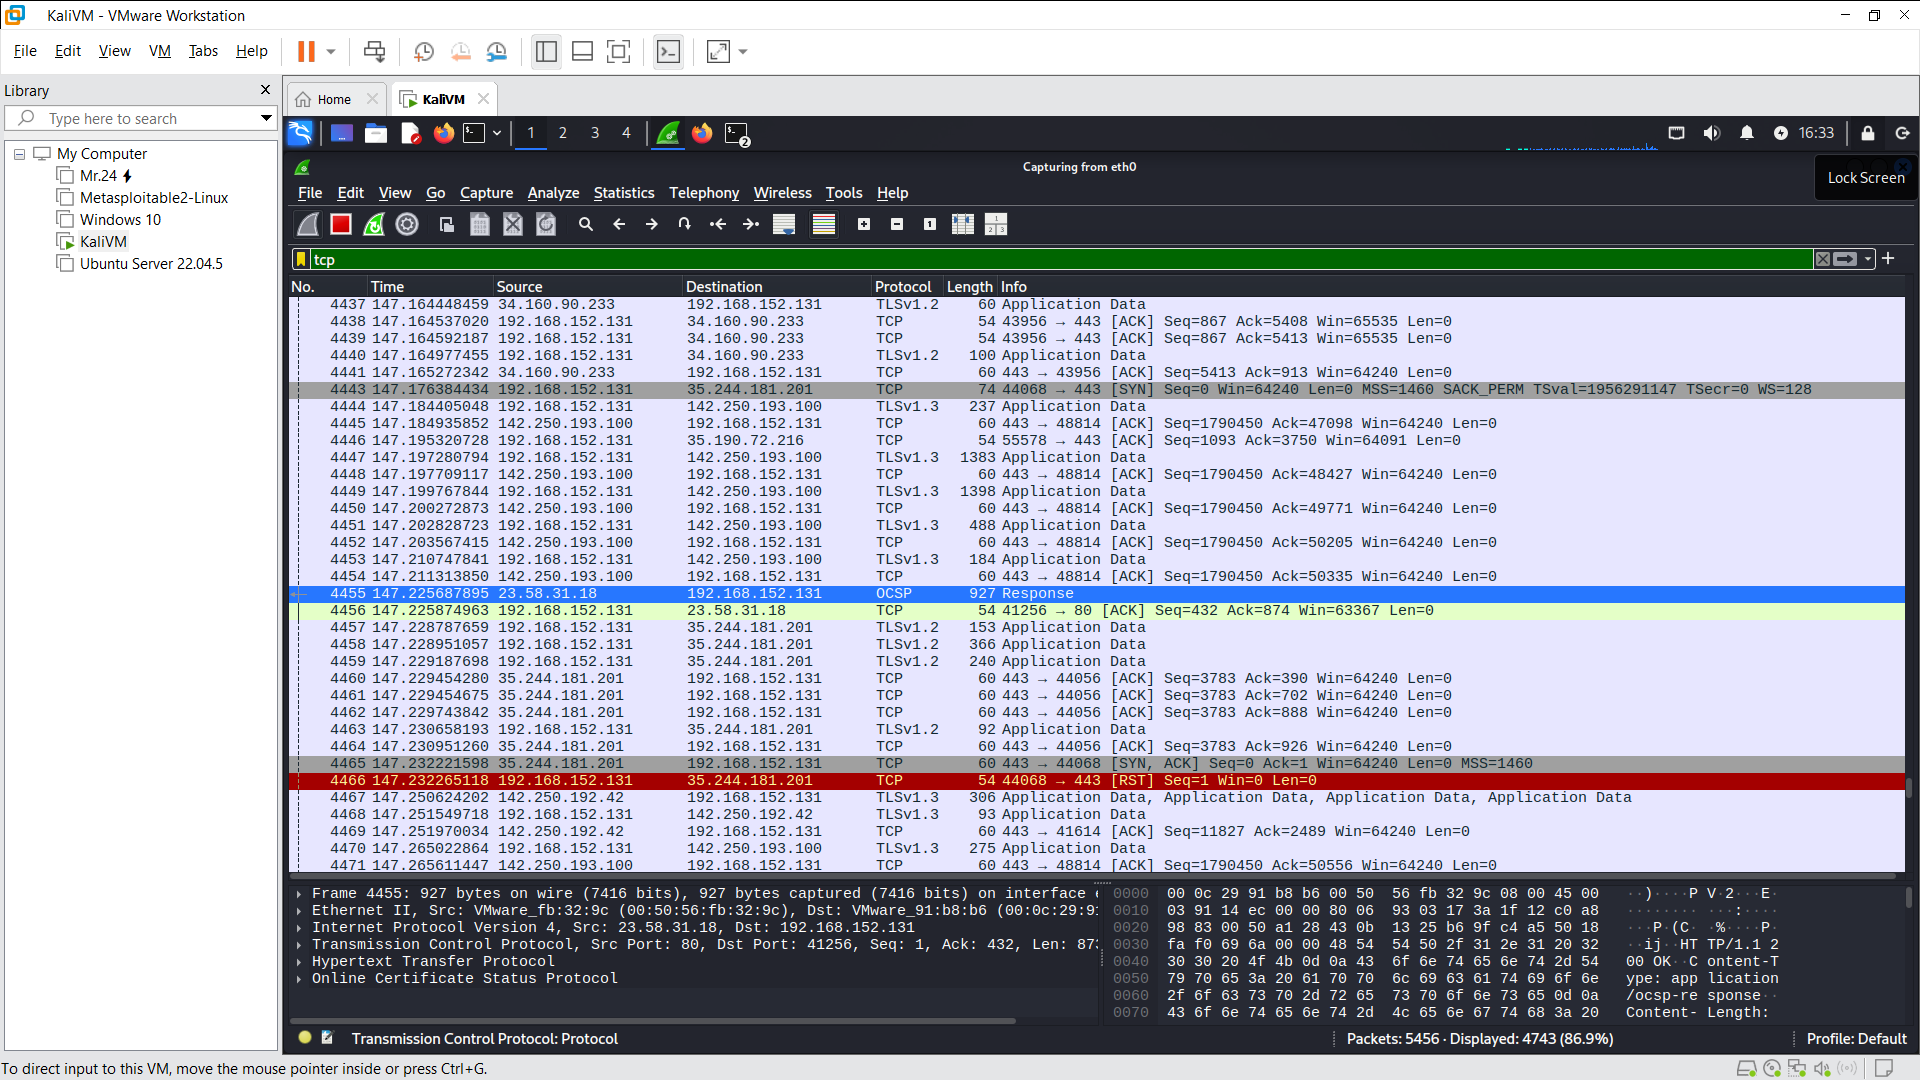 KaliVM - VMware Workstation
File Edit View VM Tabs Help
Library
Type here to search
My Computer
Mr.24
Metasploitable2-Linux
Windows 10
KaliVM
Ubuntu Server 22.04.5
Home KaliVM
1 2 3 4 2 16:33
Capturing from eth0
Lock Screen
File Edit View Go Capture Analyze Statistics Telephony Wireless Tools Help
tcp
No. Time Source Destination Protocol Length Info
4437 147.164448459 34.160.90.233 192.168.152.131 TLSv1.2 60 Application Data
4438 147.164537020 192.168.152.131 34.160.90.233 TCP 54 43956 → 443 [ACK] Seq=867 Ack=5408 Win=65535 Len=0
4439 147.164592187 192.168.152.131 34.160.90.233 TCP 54 43956 → 443 [ACK] Seq=867 Ack=5413 Win=65535 Len=0
4440 147.164977455 192.168.152.131 34.160.90.233 TLSv1.2 100 Application Data
4441 147.165272342 34.160.90.233 192.168.152.131 TCP 60 443 → 43956 [ACK] Seq=5413 Ack=913 Win=64240 Len=0
4443 147.176384434 192.168.152.131 35.244.181.201 TCP 74 44068 → 443 [SYN] Seq=0 Win=64240 Len=0 MSS=1460 SACK_PERM TSval=1956291147 TSecr=0 WS=128
4444 147.184405048 192.168.152.131 142.250.193.100 TLSv1.3 237 Application Data
4445 147.184935852 142.250.193.100 192.168.152.131 TCP 60 443 → 48814 [ACK] Seq=1790450 Ack=47098 Win=64240 Len=0
4446 147.195320728 192.168.152.131 35.190.72.216 TCP 54 55578 → 443 [ACK] Seq=1093 Ack=3750 Win=64091 Len=0
4447 147.197280794 192.168.152.131 142.250.193.100 TLSv1.3 1383 Application Data
4448 147.197709117 142.250.193.100 192.168.152.131 TCP 60 443 → 48814 [ACK] Seq=1790450 Ack=48427 Win=64240 Len=0
4449 147.199767844 192.168.152.131 142.250.193.100 TLSv1.3 1398 Application Data
4450 147.200272873 142.250.193.100 192.168.152.131 TCP 60 443 → 48814 [ACK] Seq=1790450 Ack=49771 Win=64240 Len=0
4451 147.202828723 192.168.152.131 142.250.193.100 TLSv1.3 488 Application Data
4452 147.203567415 142.250.193.100 192.168.152.131 TCP 60 443 → 48814 [ACK] Seq=1790450 Ack=50205 Win=64240 Len=0
4453 147.210747841 192.168.152.131 142.250.193.100 TLSv1.3 184 Application Data
4454 147.211313850 142.250.193.100 192.168.152.131 TCP 60 443 → 48814 [ACK] Seq=1790450 Ack=50335 Win=64240 Len=0
4455 147.225687895 23.58.31.18 192.168.152.131 OCSP 927 Response
4456 147.225874963 192.168.152.131 23.58.31.18 TCP 54 41256 → 80 [ACK] Seq=432 Ack=874 Win=63367 Len=0
4457 147.228787659 192.168.152.131 35.244.181.201 TLSv1.2 153 Application Data
4458 147.228951057 192.168.152.131 35.244.181.201 TLSv1.2 366 Application Data
4459 147.229187698 192.168.152.131 35.244.181.201 TLSv1.2 240 Application Data
4460 147.229454280 35.244.181.201 192.168.152.131 TCP 60 443 → 44056 [ACK] Seq=3783 Ack=390 Win=64240 Len=0
4461 147.229454675 35.244.181.201 192.168.152.131 TCP 60 443 → 44056 [ACK] Seq=3783 Ack=702 Win=64240 Len=0
4462 147.229743842 35.244.181.201 192.168.152.131 TCP 60 443 → 44056 [ACK] Seq=3783 Ack=888 Win=64240 Len=0
4463 147.230658193 192.168.152.131 35.244.181.201 TLSv1.2 92 Application Data
4464 147.230951260 35.244.181.201 192.168.152.131 TCP 60 443 → 44056 [ACK] Seq=3783 Ack=926 Win=64240 Len=0
4465 147.232221598 35.244.181.201 192.168.152.131 TCP 60 443 → 44068 [SYN, ACK] Seq=0 Ack=1 Win=64240 Len=0 MSS=1460
4466 147.232265118 192.168.152.131 35.244.181.201 TCP 54 44068 → 443 [RST] Seq=1 Win=0 Len=0
4467 147.250624202 142.250.192.42 192.168.152.131 TLSv1.3 306 Application Data, Application Data, Application Data, Application Data
4468 147.251549718 192.168.152.131 142.250.192.42 TLSv1.3 93 Application Data
4469 147.251970034 142.250.192.42 192.168.152.131 TCP 60 443 → 41614 [ACK] Seq=11827 Ack=2489 Win=64240 Len=0
4470 147.265022864 192.168.152.131 142.250.193.100 TLSv1.3 275 Application Data
4471 147.265611447 142.250.193.100 192.168.152.131 TCP 60 443 → 48814 [ACK] Seq=1790450 Ack=50556 Win=64240 Len=0
Frame 4455: 927 bytes on wire (7416 bits), 927 bytes captured (7416 bits) on interface
Ethernet II, Src: VMware_fb:32:9c (00:50:56:fb:32:9c), Dst: VMware_91:b8:b6 (00:0c:29:91
Internet Protocol Version 4, Src: 23.58.31.18, Dst: 192.168.152.131
Transmission Control Protocol, Src Port: 80, Dst Port: 41256, Seq: 1, Ack: 432, Len: 873
Hypertext Transfer Protocol
Online Certificate Status Protocol
0000 00 0c 29 91 b8 b6 00 50 56 fb 32 9c 08 00 45 00 ··)····P V·2···E·
0010 03 91 14 ec 00 00 80 06 93 03 17 3a 1f 12 c0 a8 ········ ···:····
0020 98 83 00 50 a1 28 43 0b 13 25 b6 9f c4 a5 50 18 ···P·(C· ·%····P·
0030 fa f0 69 6a 00 00 48 54 54 50 2f 31 2e 31 20 32 ··ij··HT TP/1.1 2
0040 30 30 20 4f 4b 0d 0a 43 6f 6e 74 65 6e 74 2d 54 00 OK··C ontent-T
0050 79 70 65 3a 20 61 70 70 6c 69 63 61 74 69 6f 6e ype: app lication
0060 2f 6f 63 73 70 2d 72 65 73 70 6f 6e 73 65 0d 0a /ocsp-re sponse··
0070 43 6f 6e 74 65 6e 74 2d 4c 65 6e 67 74 68 3a 20 Content- Length:
Transmission Control Protocol: Protocol
Packets: 5456 · Displayed: 4743 (86.9%)
Profile: Default
To direct input to this VM, move the mouse pointer inside or press Ctrl+G.